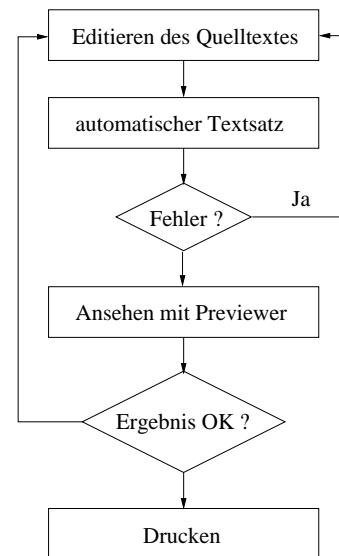 Editieren des Quelltextes
automatischer Textsatz
Fehler ?
Ja
Ansehen mit Previewer
Ergebnis OK ?
Drucken